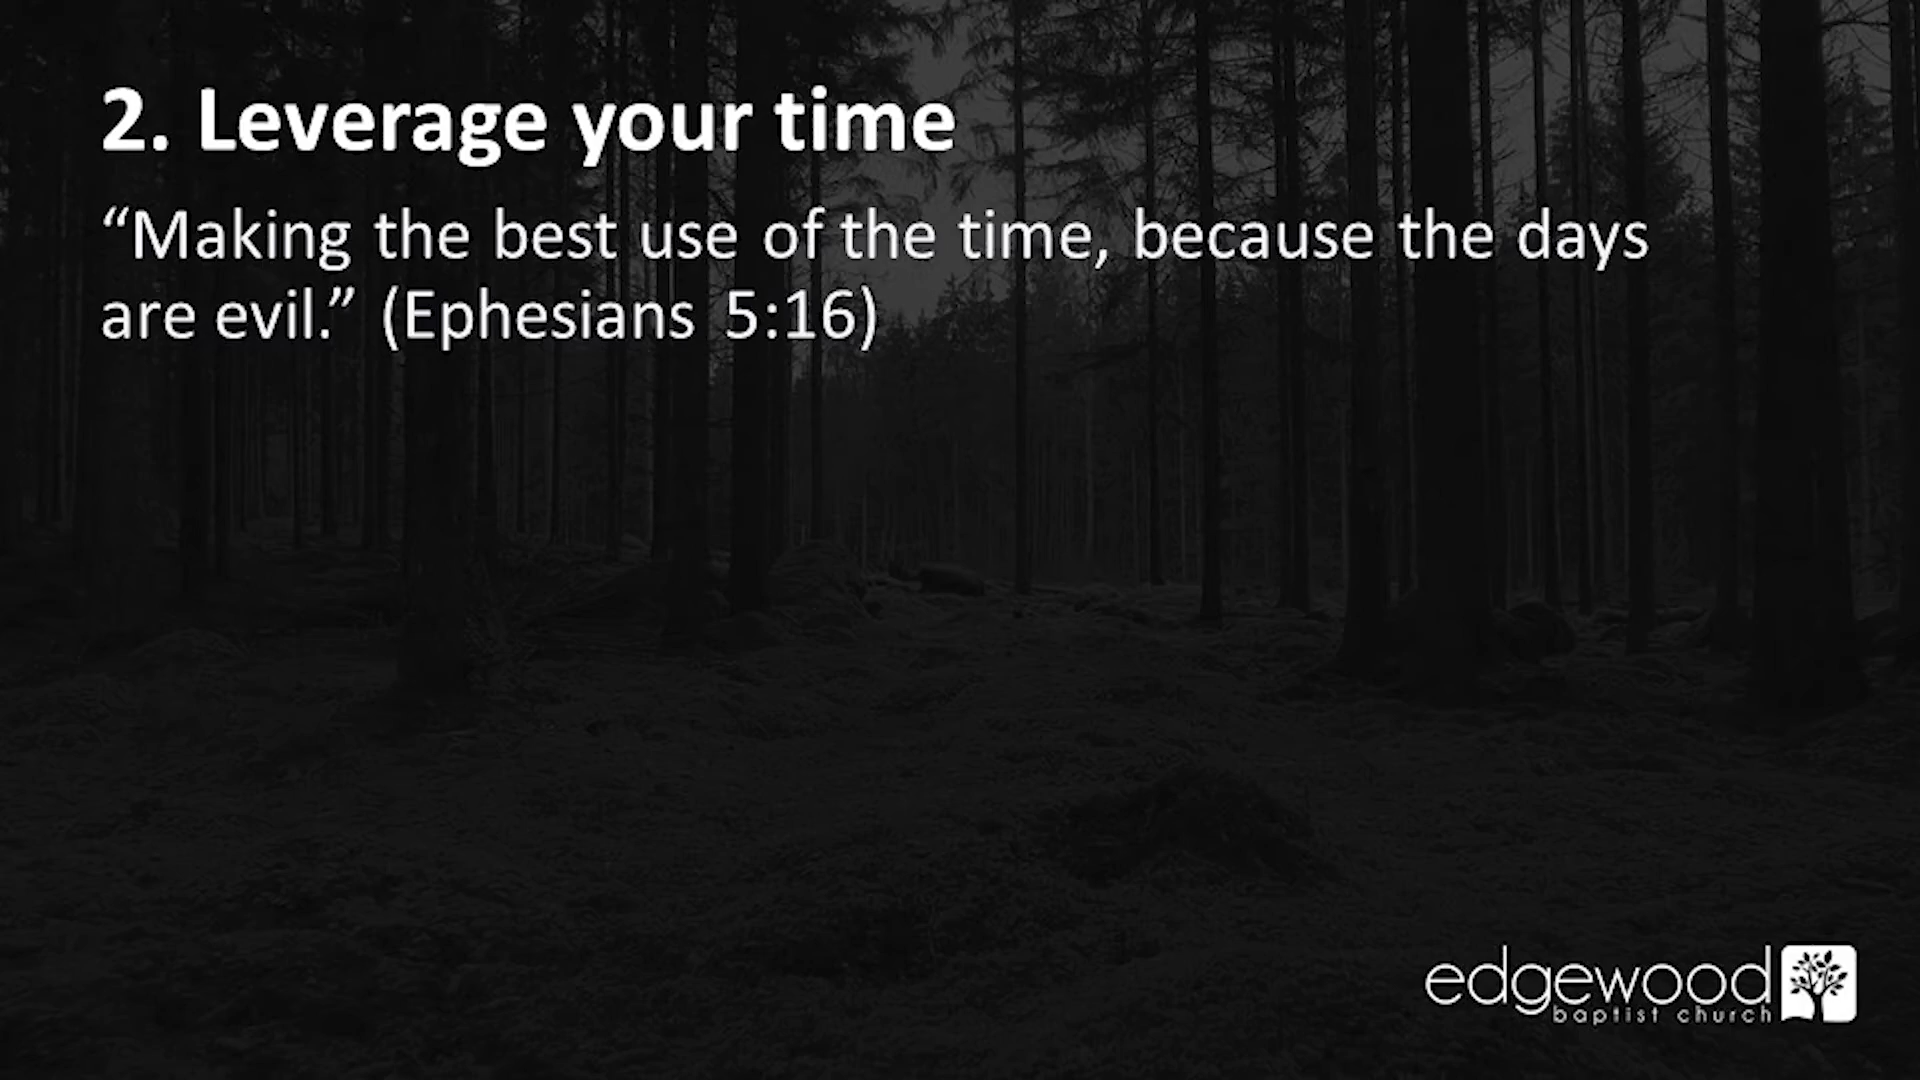 2. Leverage your time
“Making the best use of the time, because the days
are evil.” (Ephesians 5:16)
edgewood
baptist church